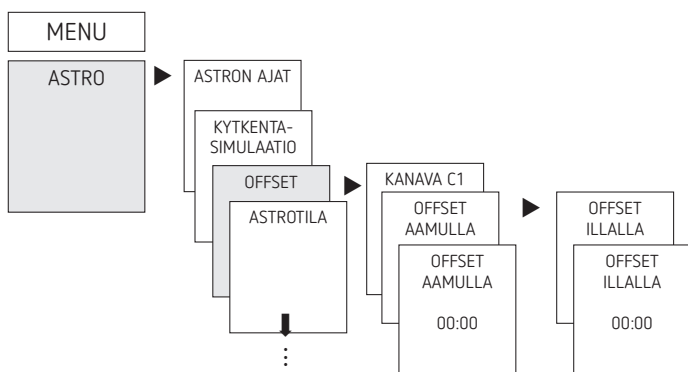 MENU
ASTRO
ASTRON AJAT
KYTKENTA-
SIMULAATIO
OFFSET
ASTROTILA
KANAVA C1
OFFSET
AAMULLA
OFFSET
AAMULLA
00:00
OFFSET
ILLALLA
OFFSET
ILLALLA
00:00